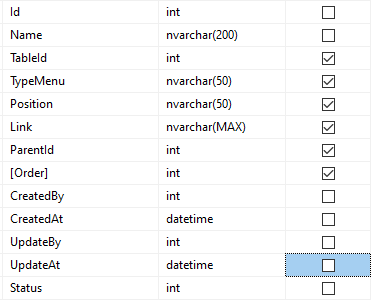 Id int
Name nvarchar(200)
TableId int
TypeMenu nvarchar(50)
Position nvarchar(50)
Link nvarchar(MAX)
ParentId int
[Order] int
CreatedBy int
CreatedAt datetime
UpdateBy int
UpdateAt datetime
Status int